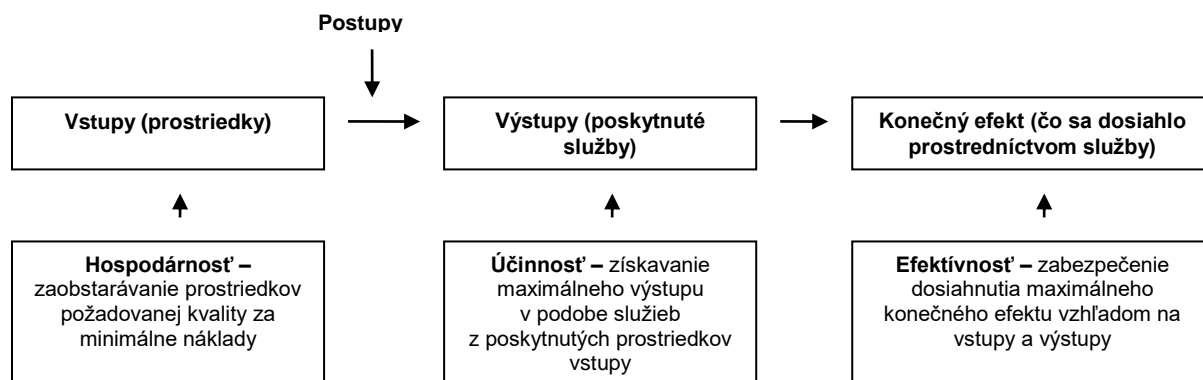 Postupy
Vstupy (prostriedky)
Výstupy (poskytnuté
služby)
Konečný efekt (čo sa dosiahlo
prostredníctvom služby)
Hospodárnosť –
zaobstarávanie prostriedkov
požadovanej kvality za
minimálne náklady
Účinnosť – získavanie
maximálneho výstupu
v podobe služieb
z poskytnutých prostriedkov
vstupy
Efektívnosť – zabezpečenie
dosiahnutia maximálneho
konečného efektu vzhľadom na
vstupy a výstupy